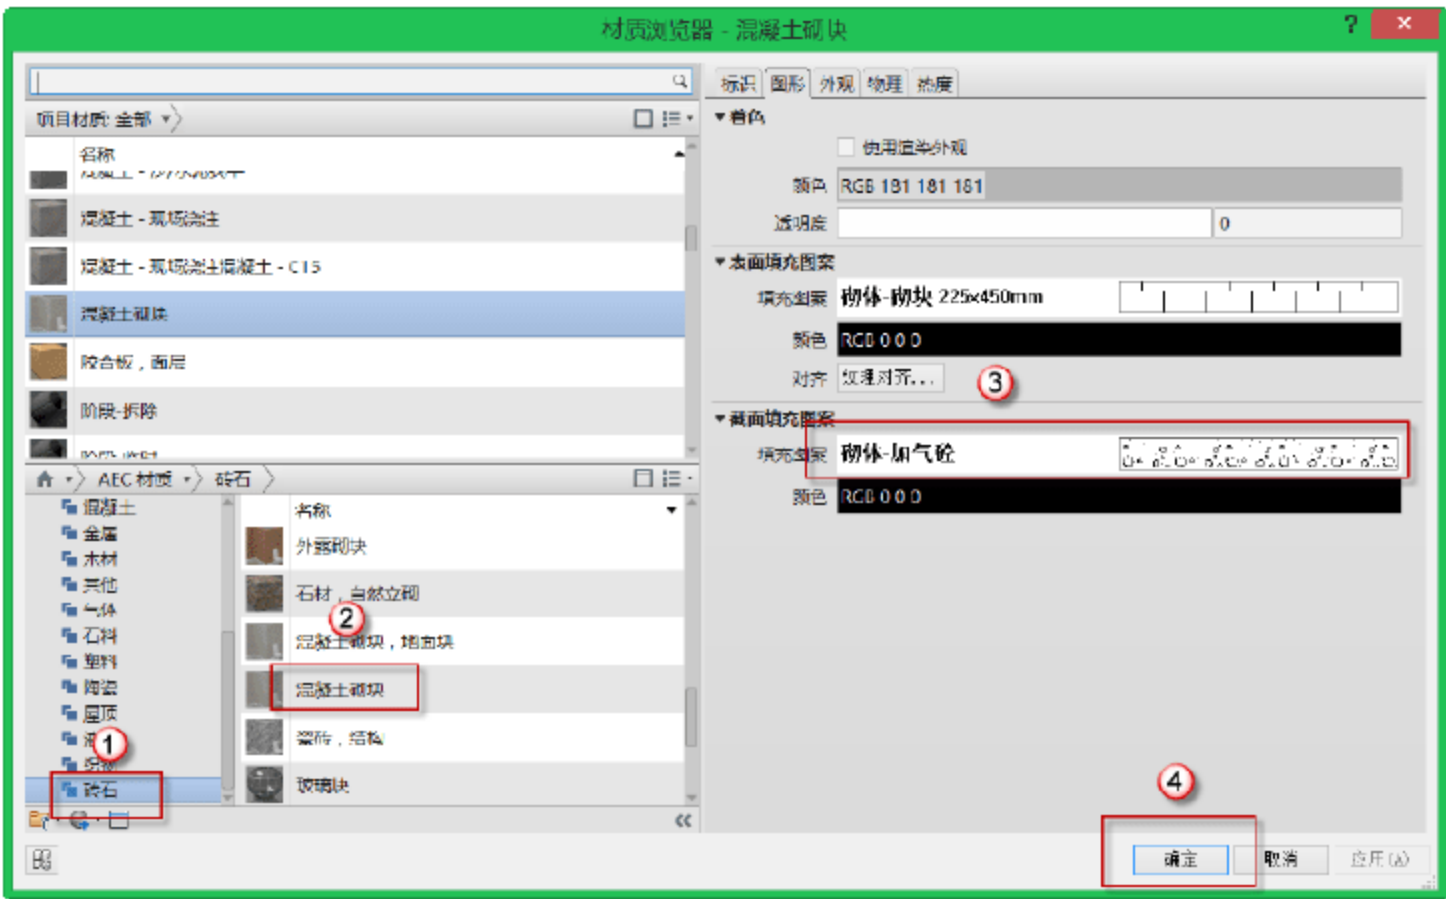 材质浏览器 - 混凝土砌块
?
项目材质: 全部
名称
混凝土 - 现场浇注
混凝土 - 现场浇注混凝土 - C15
混凝土砌块
胶合板，面层
阶段-拆除
阶段-临时
AEC 材质
砖石
混凝土
金属
木材
其他
气体
石料
塑料
陶瓷
屋顶
织物
砖石
名称
外露砌块
石材，自然立砌
混凝土砌块，地面块
混凝土砌块
瓷砖，结构
玻璃块
1
2
标识 图形 外观 物理 热度
着色
使用渲染外观
颜色 RGB 181 181 181
透明度 0
表面填充图案
填充图案 砌体-砌块 225x450mm
颜色 RGB 0 0 0
对齐 纹理对齐...
3
截面填充图案
填充图案 砌体-加气砼
颜色 RGB 0 0 0
4
确定 取消 应用(A)